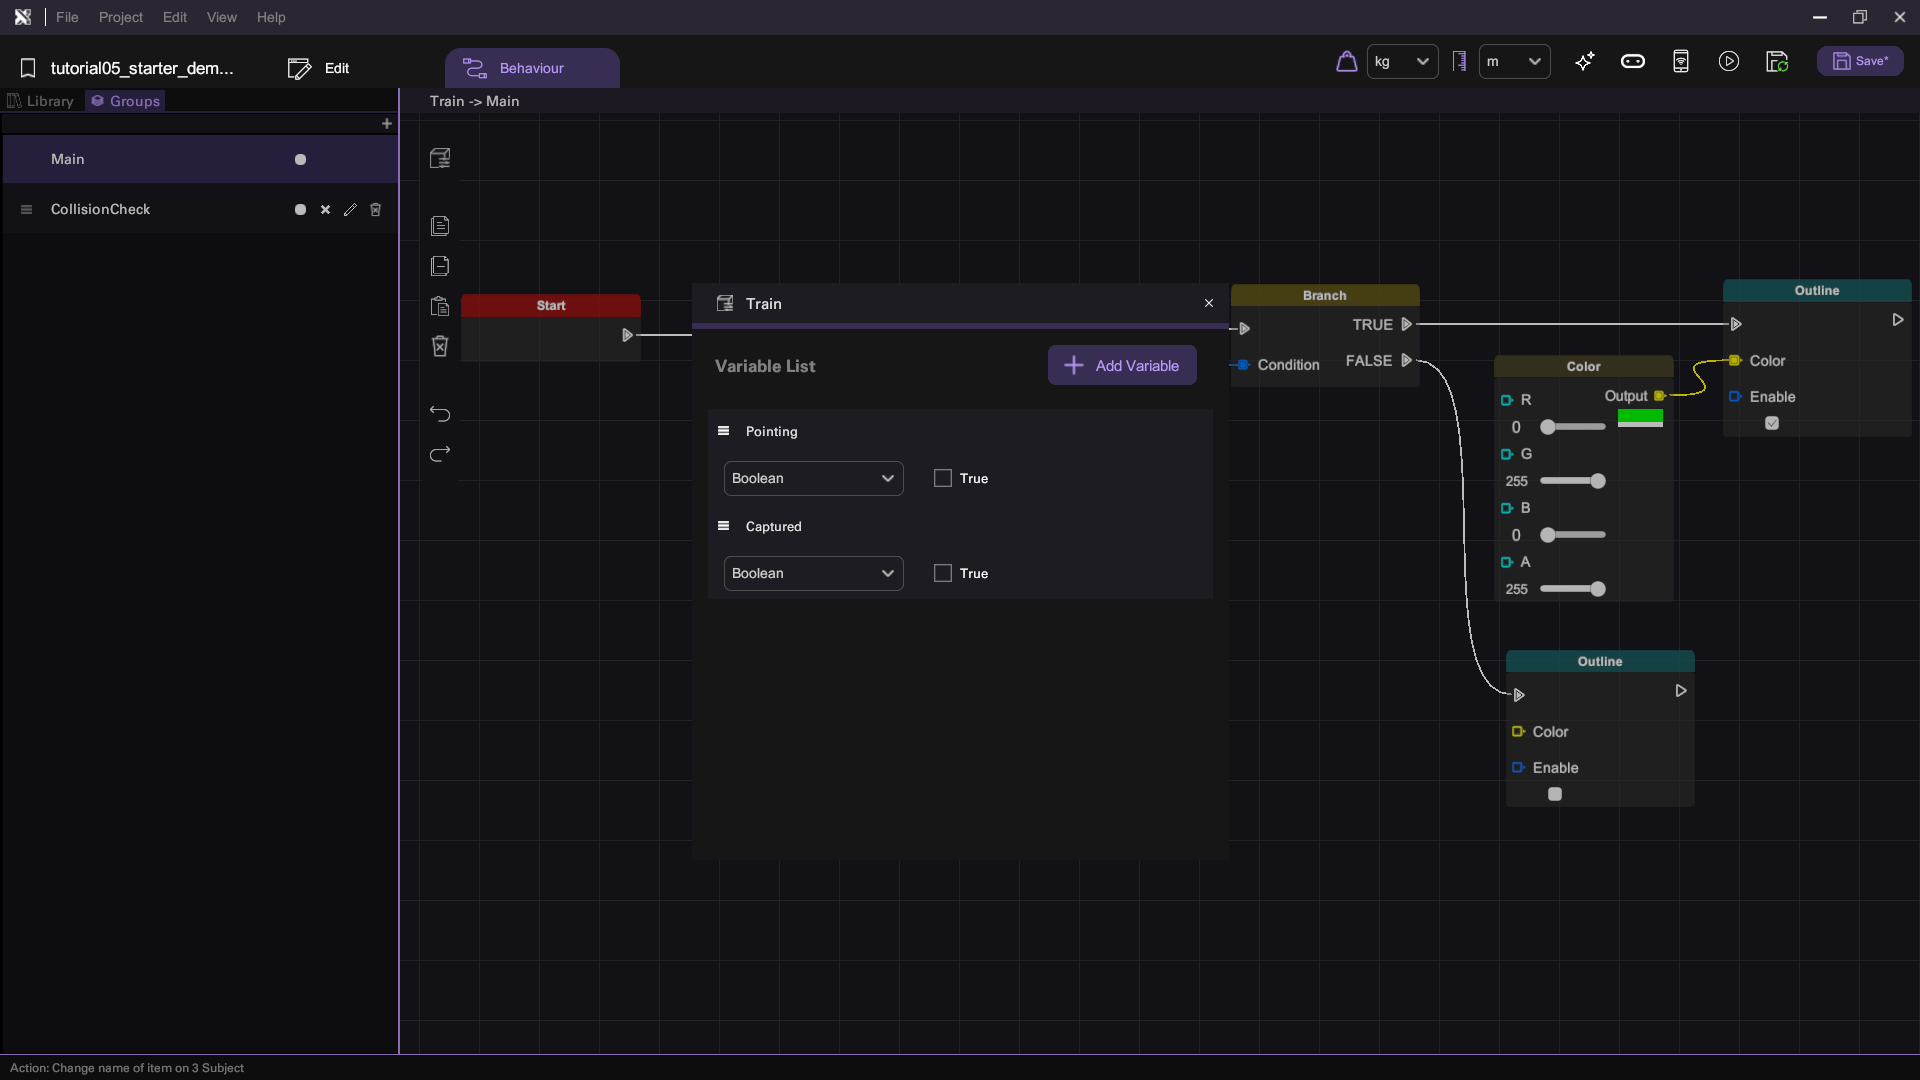 File Project Edit View Help
tutorial05_starter_dem...
Edit
Behaviour
kg
m
Save*
Library
Groups
Train -> Main
Main
CollisionCheck
Start
Train
Variable List
Add Variable
Pointing
Boolean
True
Captured
Boolean
True
Branch
TRUE
Condition
FALSE
Color
Output
R
0
G
255
B
0
A
255
Outline
Color
Enable
Outline
Color
Enable
Action: Change name of item on 3 Subject